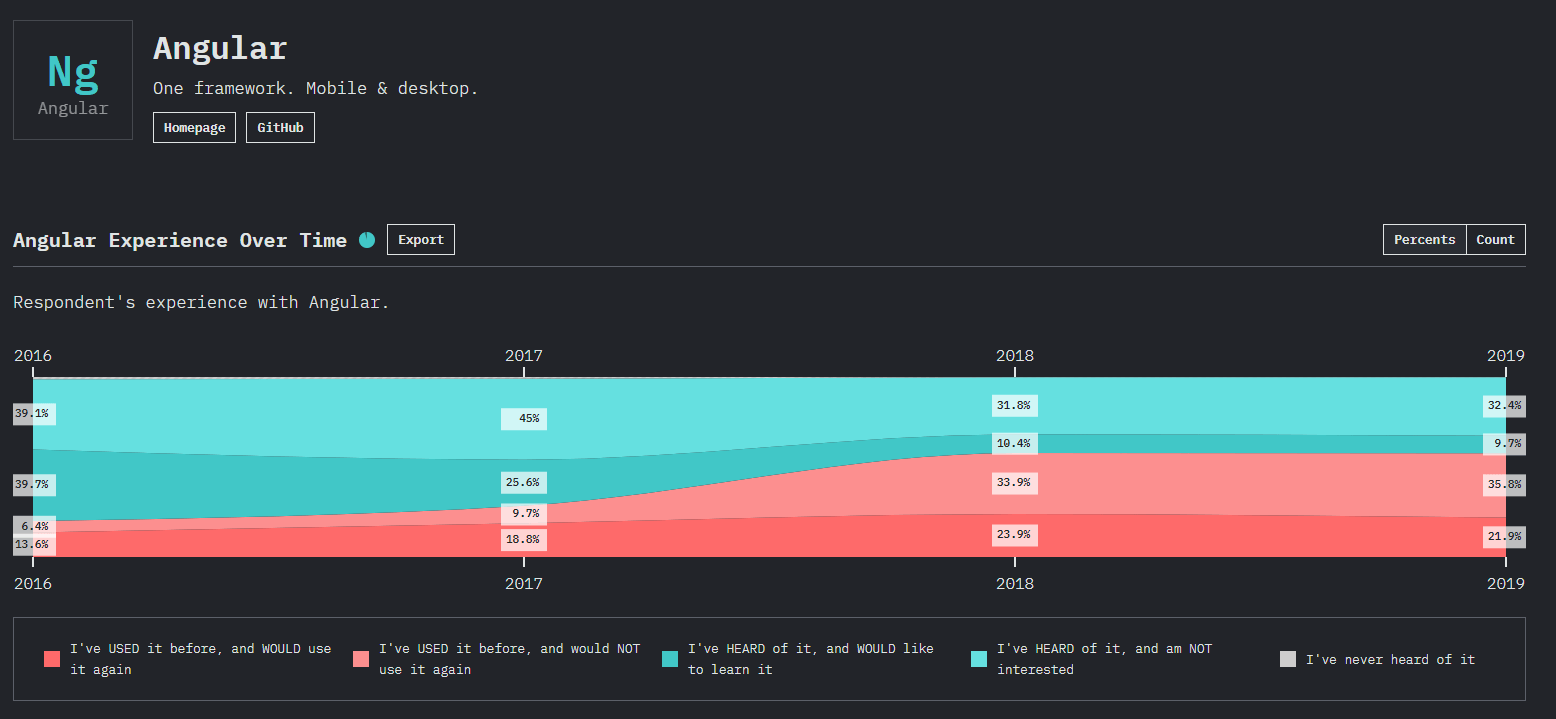 Ng
Angular
Angular
One framework. Mobile & desktop.
Homepage GitHub
Angular Experience Over Time Export Percents Count
Respondent's experience with Angular.
2016 2017 2018 2019
39.1% 45% 31.8% 32.4%
39.7% 25.6% 10.4% 9.7%
6.4% 9.7% 33.9% 35.8%
13.6% 18.8% 23.9% 21.9%
2016 2017 2018 2019
I've USED it before, and WOULD use
it again
I've USED it before, and would NOT
use it again
I've HEARD of it, and WOULD like
to learn it
I've HEARD of it, and am NOT
interested
I've never heard of it